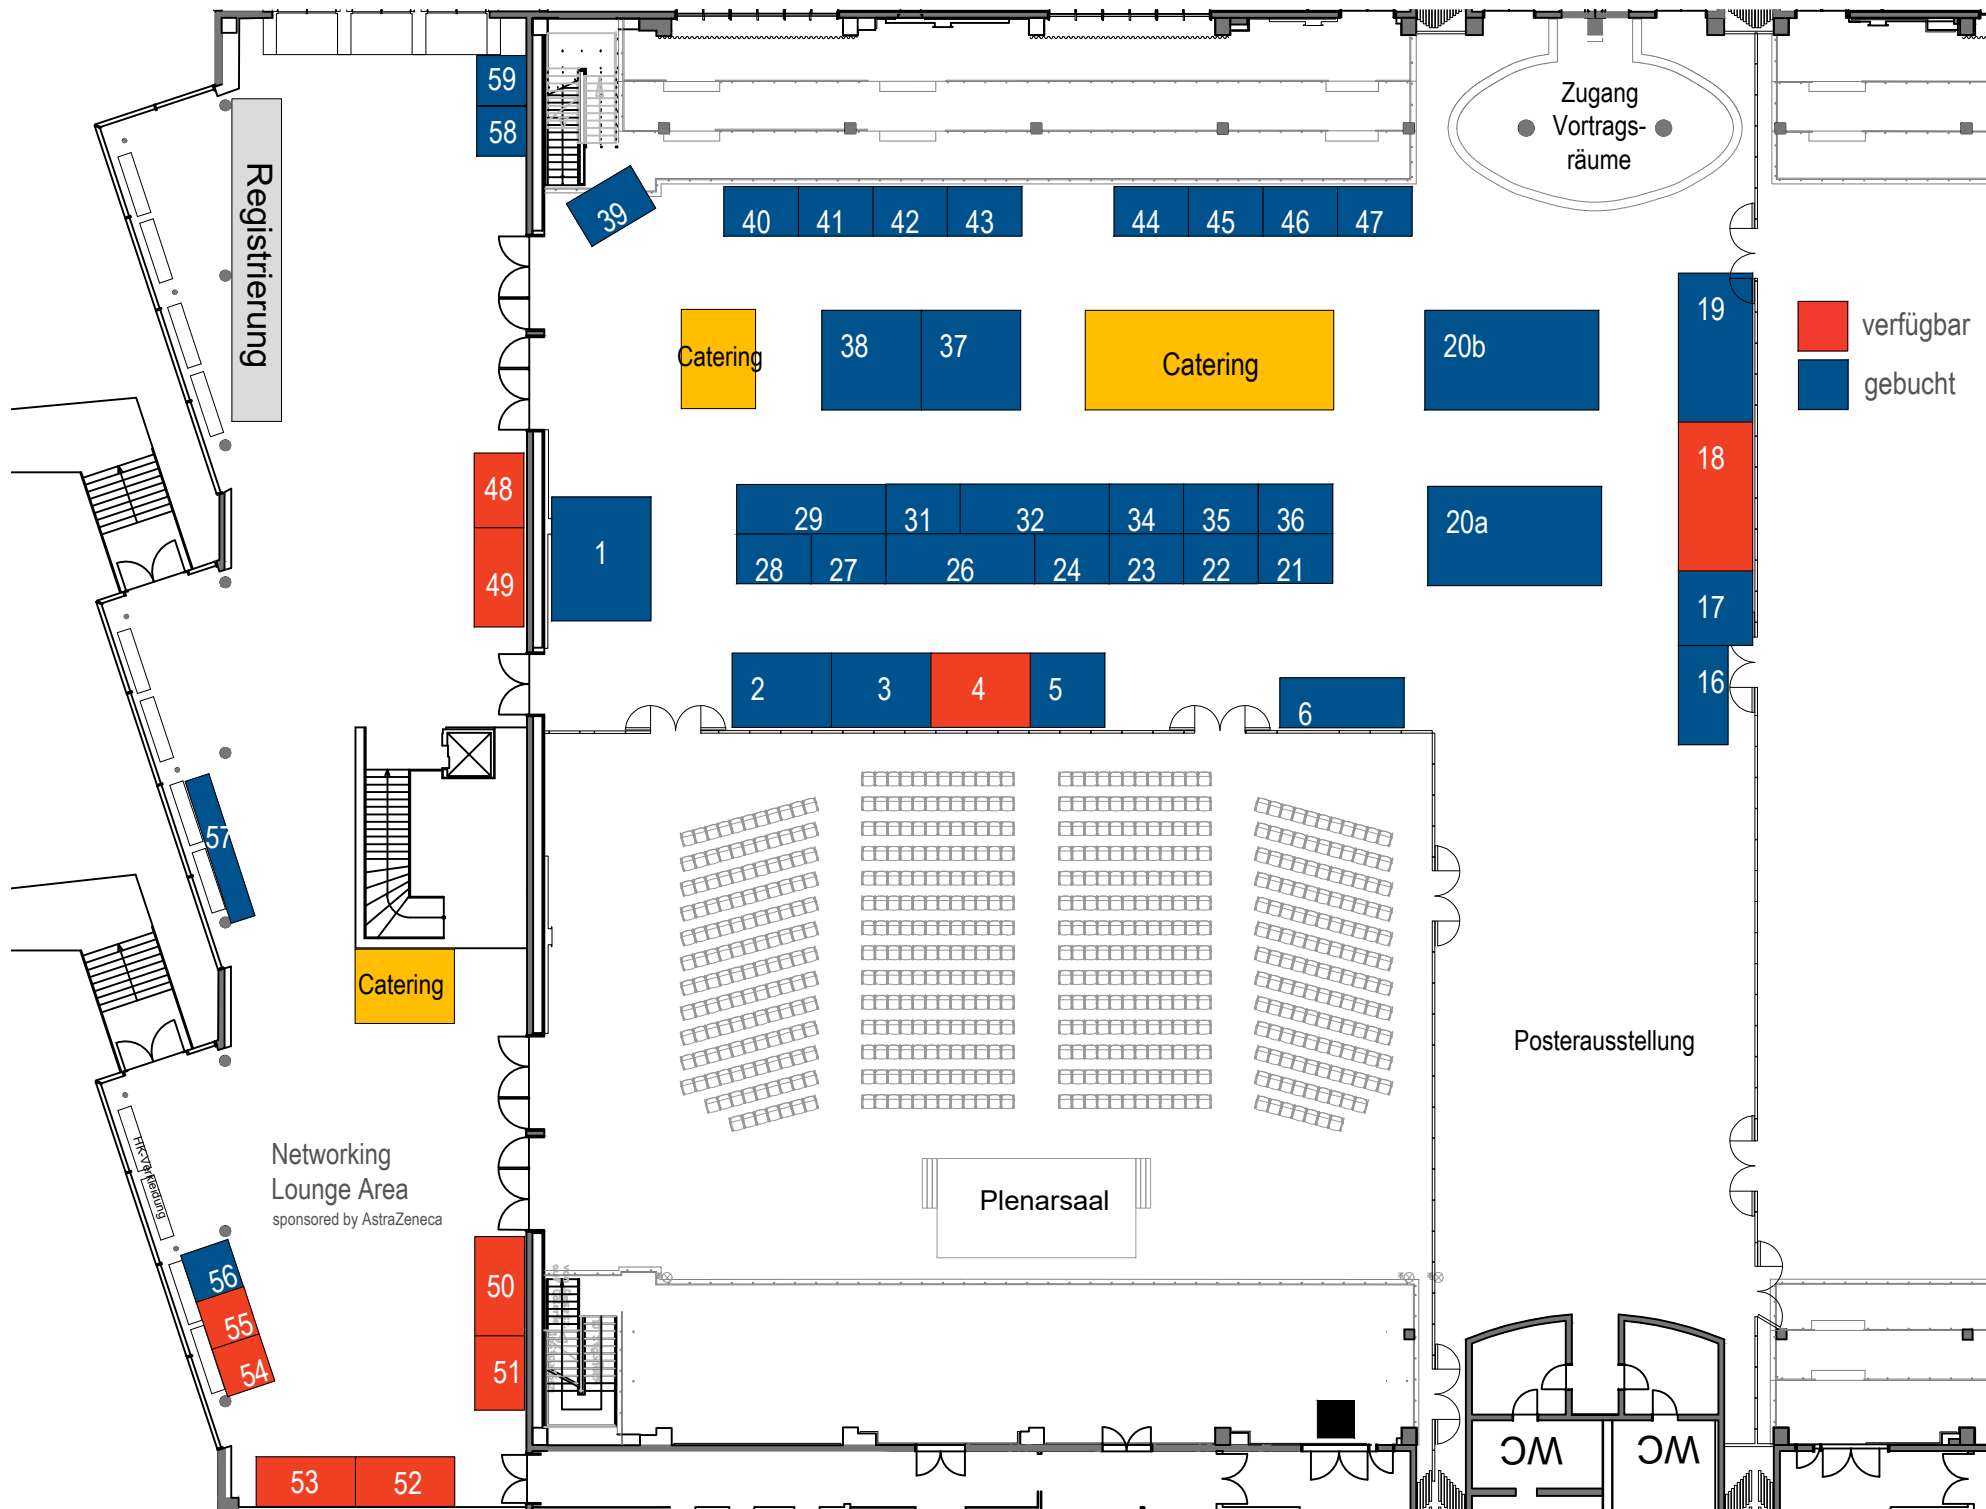 59
58
Zugang
Vortrags-
räume
Registrierung
39
40 41 42 43 44 45 46 47
19
verfügbar
gebucht
Catering
38 37
Catering
20b
18
48
49
1
29 31 32 34 35 36
28 27 26 24 23 22 21
20a
17
16
2 3 4 5
6
57
Catering
Posterausstellung
HK-Verkleidung
Networking
Lounge Area
sponsored by AstraZeneca
Plenarsaal
56
55
54
50
51
53 52
WC WC